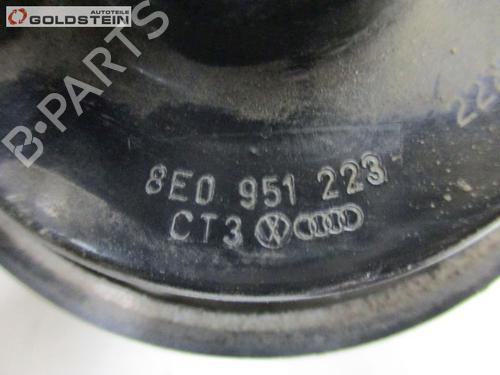 AUTOTEILE
GOLDSTEIN
B-PARTS
8E0 951 223
CT3